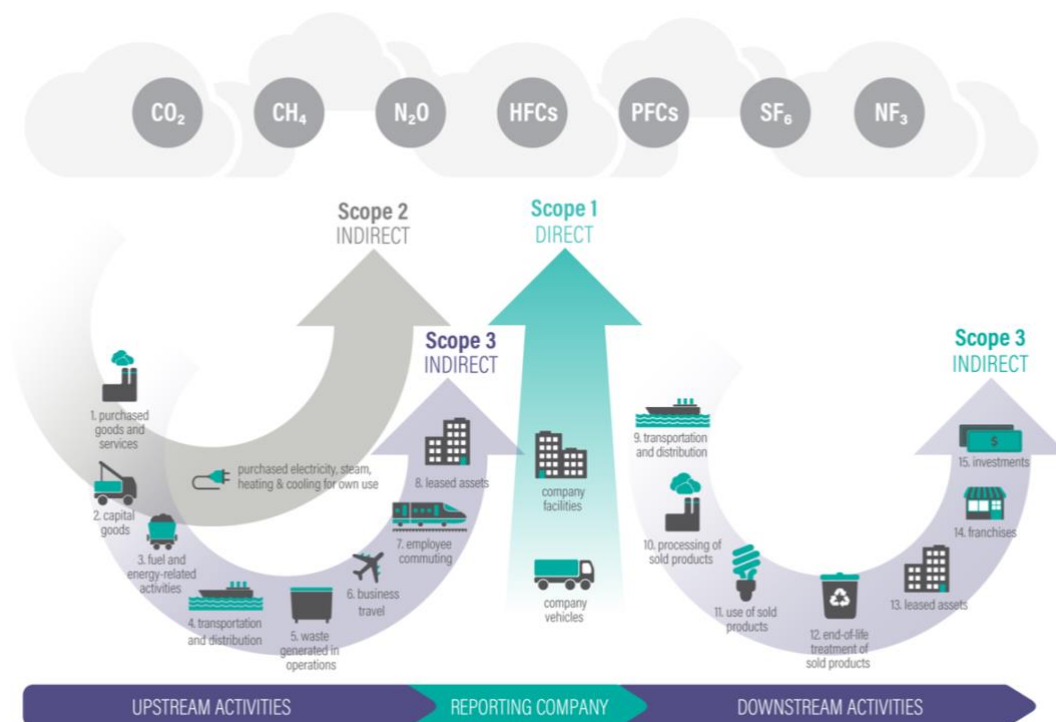 CO₂
CH₄
N₂O
HFCs
PFCs
SF₆
NF₃
Scope 2
INDIRECT
Scope 1
DIRECT
Scope 3
INDIRECT
Scope 3
INDIRECT
1. purchased
goods and
services
2. capital
goods
3. fuel and
energy-related
activities
4. transportation
and distribution
5. waste
generated in
operations
6. business
travel
7. employee
commuting
8. leased assets
purchased electricity, steam,
heating & cooling for own use
company
facilities
company
vehicles
9. transportation
and distribution
10. processing of
sold products
11. use of sold
products
12. end-of-life
treatment of
sold products
13. leased assets
14. franchises
$
15. investments
UPSTREAM ACTIVITIES
REPORTING COMPANY
DOWNSTREAM ACTIVITIES